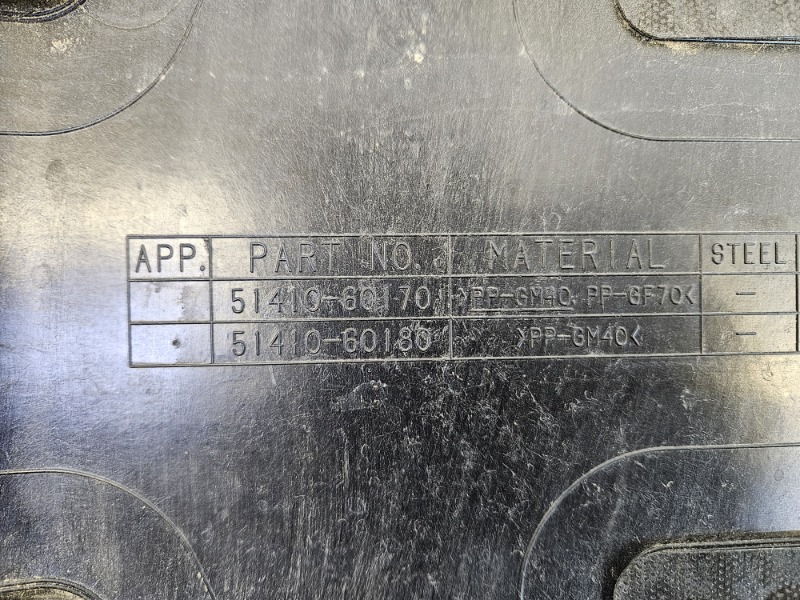 APP. PART NO. MATERIAL STEEL
51410-60170 >PP-GM40, PP-GF70< -
• 51410-60180 >PP-GM40< -